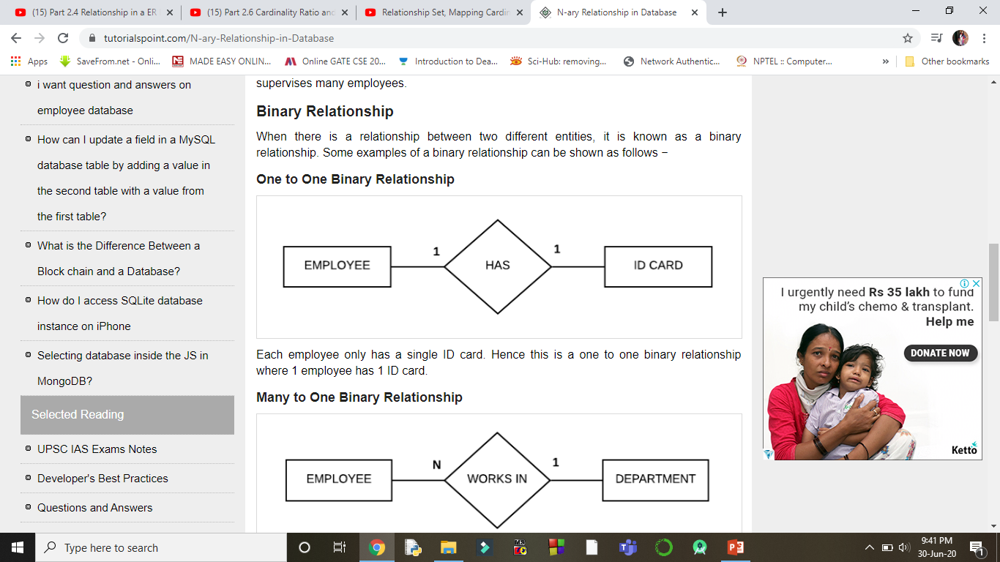 (15) Part 2.4 Relationship in a ER
(15) Part 2.6 Cardinality Ratio and
Relationship Set, Mapping Cardin
N-ary Relationship in Database
tutorialspoint.com/N-ary-Relationship-in-Database
Apps
SaveFrom.net - Onli...
MADE EASY ONLIN...
Online GATE CSE 20...
Introduction to Dea...
Sci-Hub: removing...
Network Authentic...
NPTEL :: Computer...
»
Other bookmarks
i want question and answers on
employee database
How can I update a field in a MySQL
database table by adding a value in
the second table with a value from
the first table?
What is the Difference Between a
Block chain and a Database?
How do I access SQLite database
instance on iPhone
Selecting database inside the JS in
MongoDB?
Selected Reading
UPSC IAS Exams Notes
Developer's Best Practices
Questions and Answers
supervises many employees.
Binary Relationship
When there is a relationship between two different entities, it is known as a binary
relationship. Some examples of a binary relationship can be shown as follows −
One to One Binary Relationship
EMPLOYEE
1
HAS
1
ID CARD
Each employee only has a single ID card. Hence this is a one to one binary relationship
where 1 employee has 1 ID card.
Many to One Binary Relationship
EMPLOYEE
N
WORKS IN
1
DEPARTMENT
I urgently need Rs 35 lakh to fund
my child's chemo & transplant.
Help me
DONATE NOW
Ketto
Type here to search
9:41 PM
30-Jun-20
1